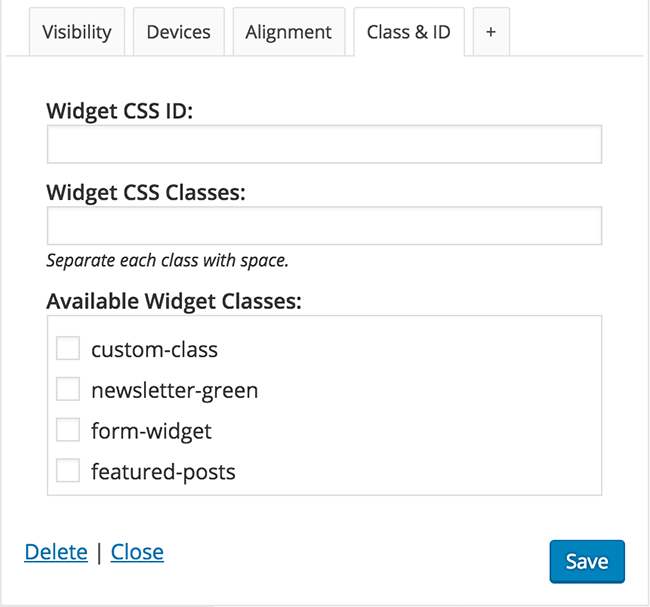 Visibility Devices Alignment Class & ID +
Widget CSS ID:
Widget CSS Classes:
Separate each class with space.
Available Widget Classes:
custom-class
newsletter-green
form-widget
featured-posts
Delete | Close Save